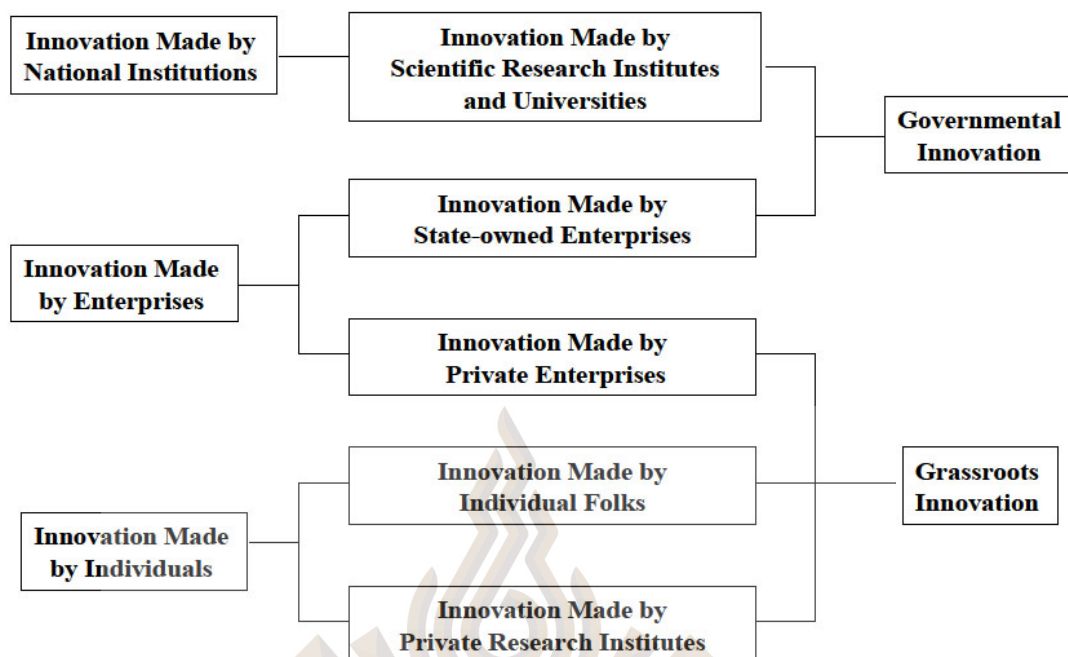 Innovation Made by
National Institutions
Innovation Made by
Scientific Research Institutes
and Universities
Governmental
Innovation
Innovation Made by
State-owned Enterprises
Innovation Made
by Enterprises
Innovation Made by
Private Enterprises
Innovation Made by
Individual Folks
Grassroots
Innovation
Innovation Made
by Individuals
Innovation Made by
Private Research Institutes